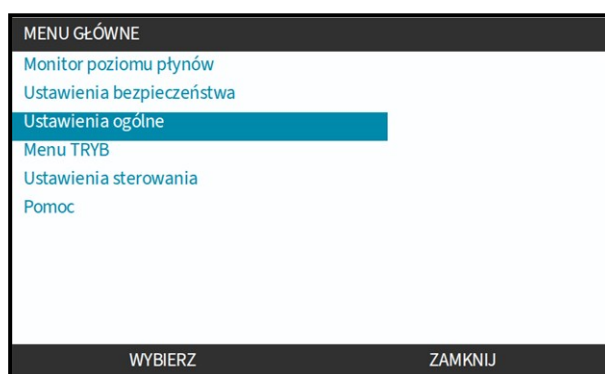 MENU GŁÓWNE
Monitor poziomu płynów
Ustawienia bezpieczeństwa
Ustawienia ogólne
Menu TRYB
Ustawienia sterowania
Pomoc
WYBIERZ ZAMKNIJ